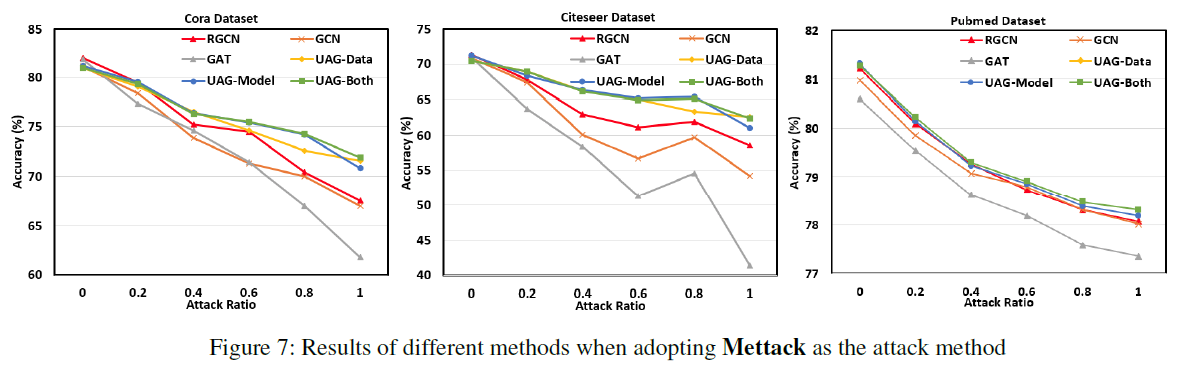 Cora Dataset
85
80
75
70
65
60
Accuracy (%)
RGCN
GCN
GAT
UAG-Data
UAG-Model
UAG-Both
0 0.2 0.4 0.6 0.8 1
Attack Ratio
Citeseer Dataset
75
70
65
60
55
50
45
40
Accuracy (%)
RGCN
GCN
GAT
UAG-Data
UAG-Model
UAG-Both
0 0.2 0.4 0.6 0.8 1
Attack Ratio
Pubmed Dataset
82
81
80
79
78
77
Accuracy (%)
RGCN
GCN
GAT
UAG-Data
UAG-Model
UAG-Both
0 0.2 0.4 0.6 0.8 1
Attack Ratio
Figure 7: Results of different methods when adopting Mettack as the attack method